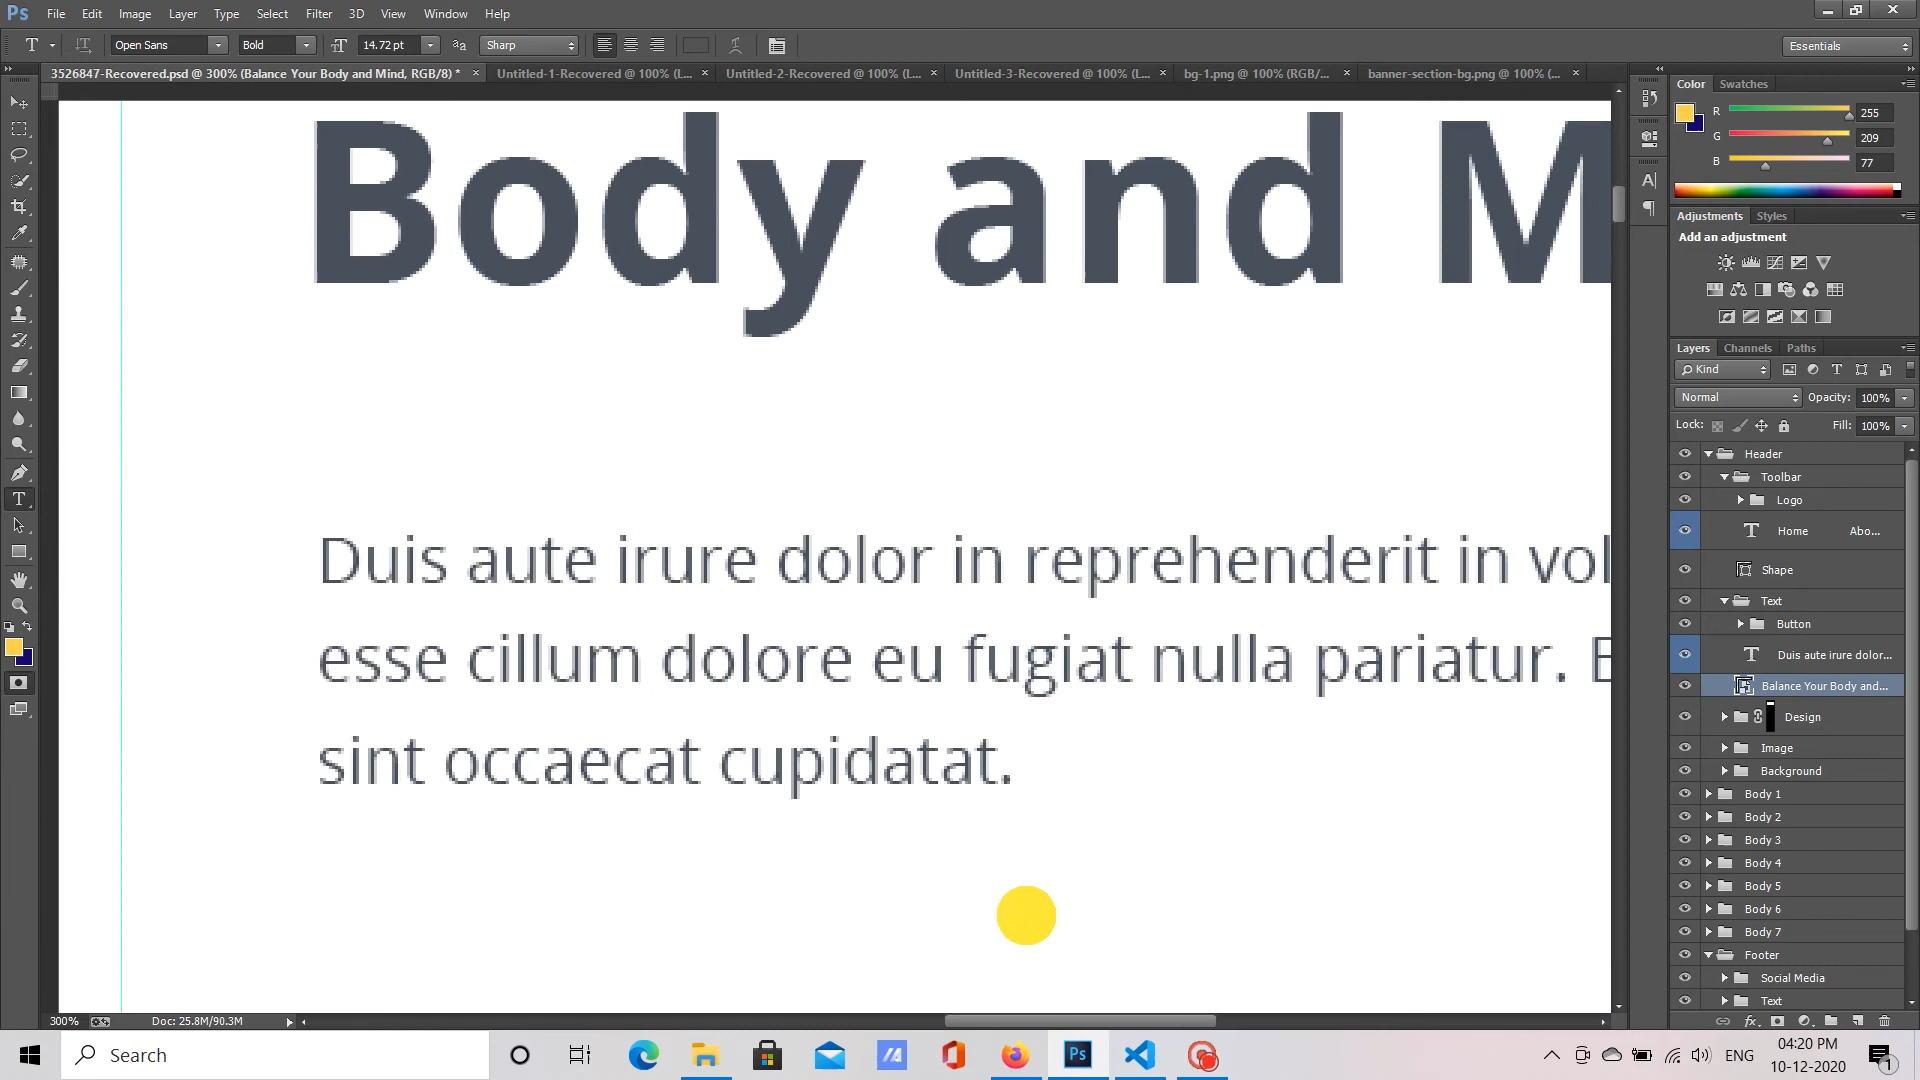 Ps File Edit Image Layer Type Select Filter 3D View Window Help
T Open Sans Bold 14.72 pt Sharp Essentials
3526847-Recovered.psd @ 300% (Balance Your Body and Mind, RGB/8) * × Untitled-1-Recovered @ 100% (L... × Untitled-2-Recovered @ 100% (L... × Untitled-3-Recovered @ 100% (L... × bg-1.png @ 100% (RGB/... × banner-section-bg.png @ 100% (... ×
Color Swatches
R 255
G 209
B 77
Adjustments Styles
Add an adjustment
Layers Channels Paths
Kind
Normal Opacity: 100%
Lock: Fill: 100%
Header
Toolbar
Logo
Home Abo...
Shape
Text
Button
Duis aute irure dolor...
Balance Your Body and...
Design
Image
Background
Body 1
Body 2
Body 3
Body 4
Body 5
Body 6
Body 7
Footer
Social Media
Text
Body and M
Duis aute irure dolor in reprehenderit in vol
esse cillum dolore eu fugiat nulla pariatur. E
sint occaecat cupidatat.
300% Doc: 25.8M/90.3M
Search
Ps
ENG
04:20 PM
10-12-2020
1